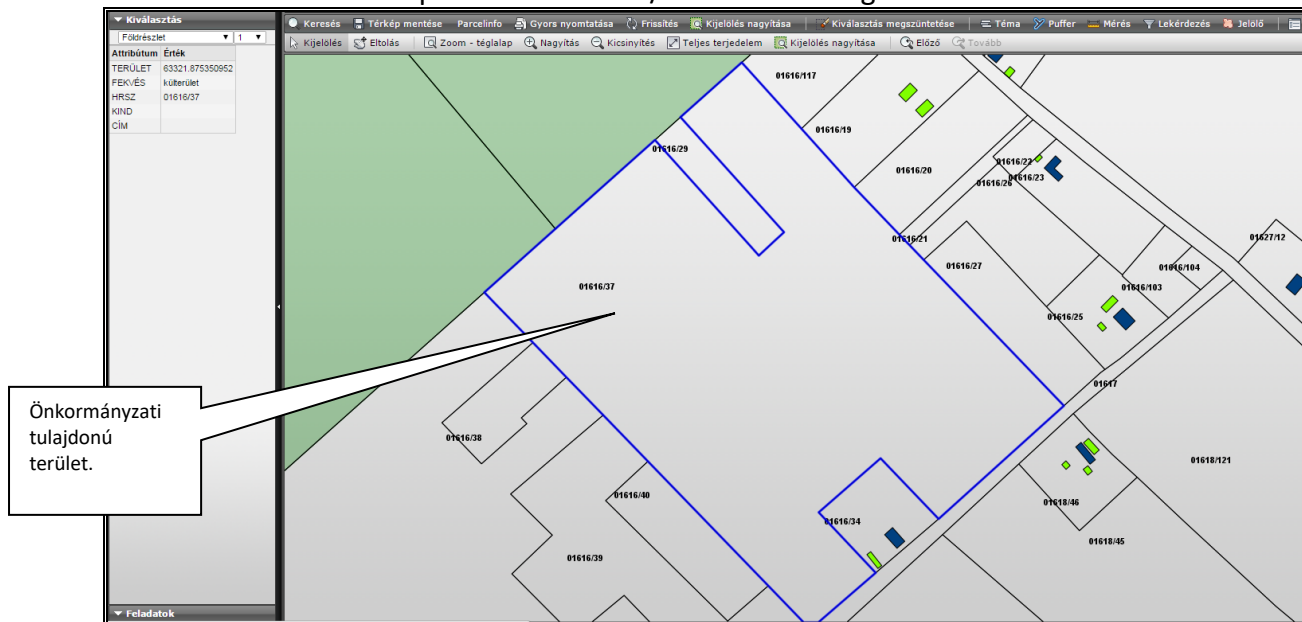 Kiválasztás
Földrészlet 1
Attribútum Érték
TERÜLET 63321.875350952
FEKVÉS külterület
HRSZ 01616/37
KIND
CÍM
Keresés Térkép mentése Parcelinfo Gyors nyomtatása Frissítés Kijelölés nagyítása Kiválasztás megszüntetése Téma Puffer Mérés Lekérdezés Jelölő
Kijelölés Eltolás Zoom - téglalap Nagyítás Kicsinyítés Teljes terjedelem Kijelölés nagyítása Előző Tovább
01616/117
01616/19
01616/29
01616/20
01616/22
01616/23
01616/26
01616/21
01627/12
01616/27
01616/104
01616/103
01616/37
01616/25
01617
Önkormányzati
tulajdonú
terület.
01616/38
01618/121
01616/40
01618/46
01616/34
01618/45
01616/39
Feladatok